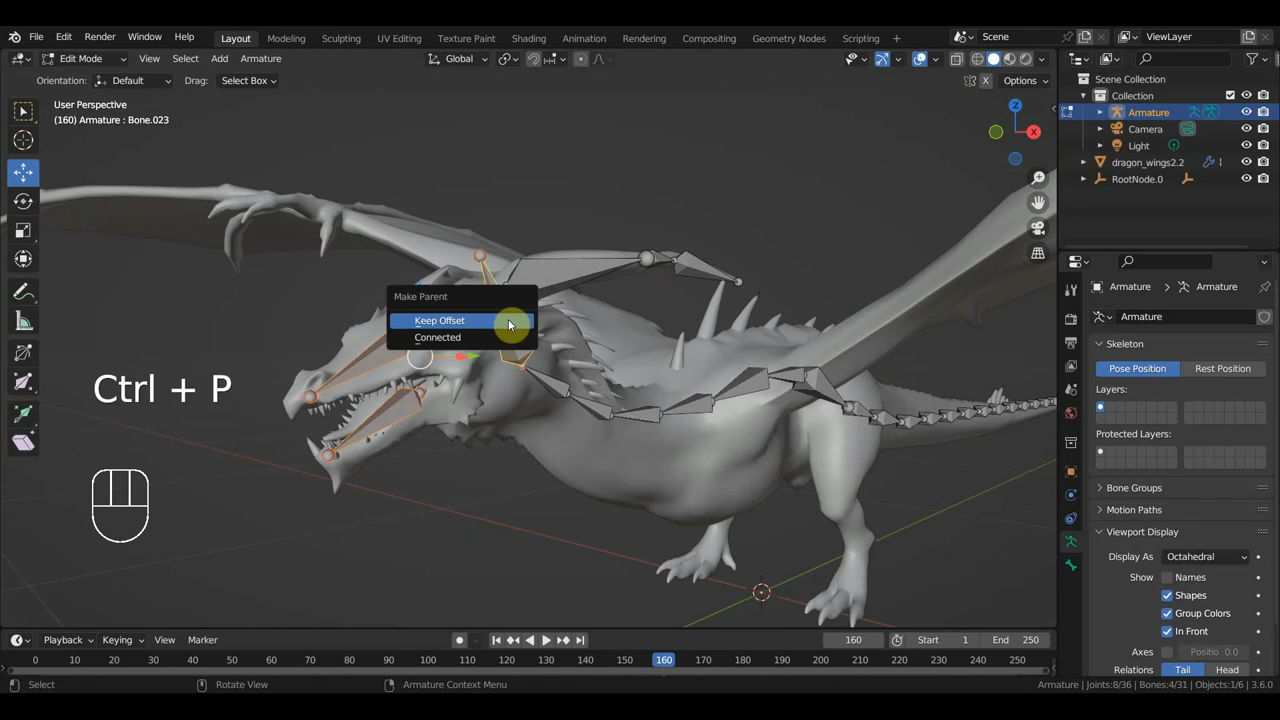 File Edit Render Window Help Layout Modeling Sculpting UV Editing Texture Paint Shading Animation Rendering Compositing Geometry Nodes Scripting + Scene ViewLayer
Edit Mode View Select Add Armature Global
Orientation: Default Drag: Select Box X Options
User Perspective
(160) Armature : Bone.023
Z
X
Scene Collection
Collection
Armature
Camera
Light
dragon_wings2.2 1
RootNode.0
Make Parent
Keep Offset
Connected
Ctrl + P
Armature Armature
Armature
Skeleton
Pose Position Rest Position
Layers:
Protected Layers:
Bone Groups
Motion Paths
Viewport Display
Display As Octahedral
Show Names
Shapes
Group Colors
In Front
Axes Positio 0.0
Relations Tail Head
Playback Keying View Marker 160 Start 1 End 250
0 10 20 30 40 50 60 70 80 90 100 110 120 130 140 150 160 170 180 190 200 210 220 230 240 250
Select Rotate View Armature Context Menu Armature | Joints:8/36 | Bones:4/31 | Objects:1/6 | 3.6.0